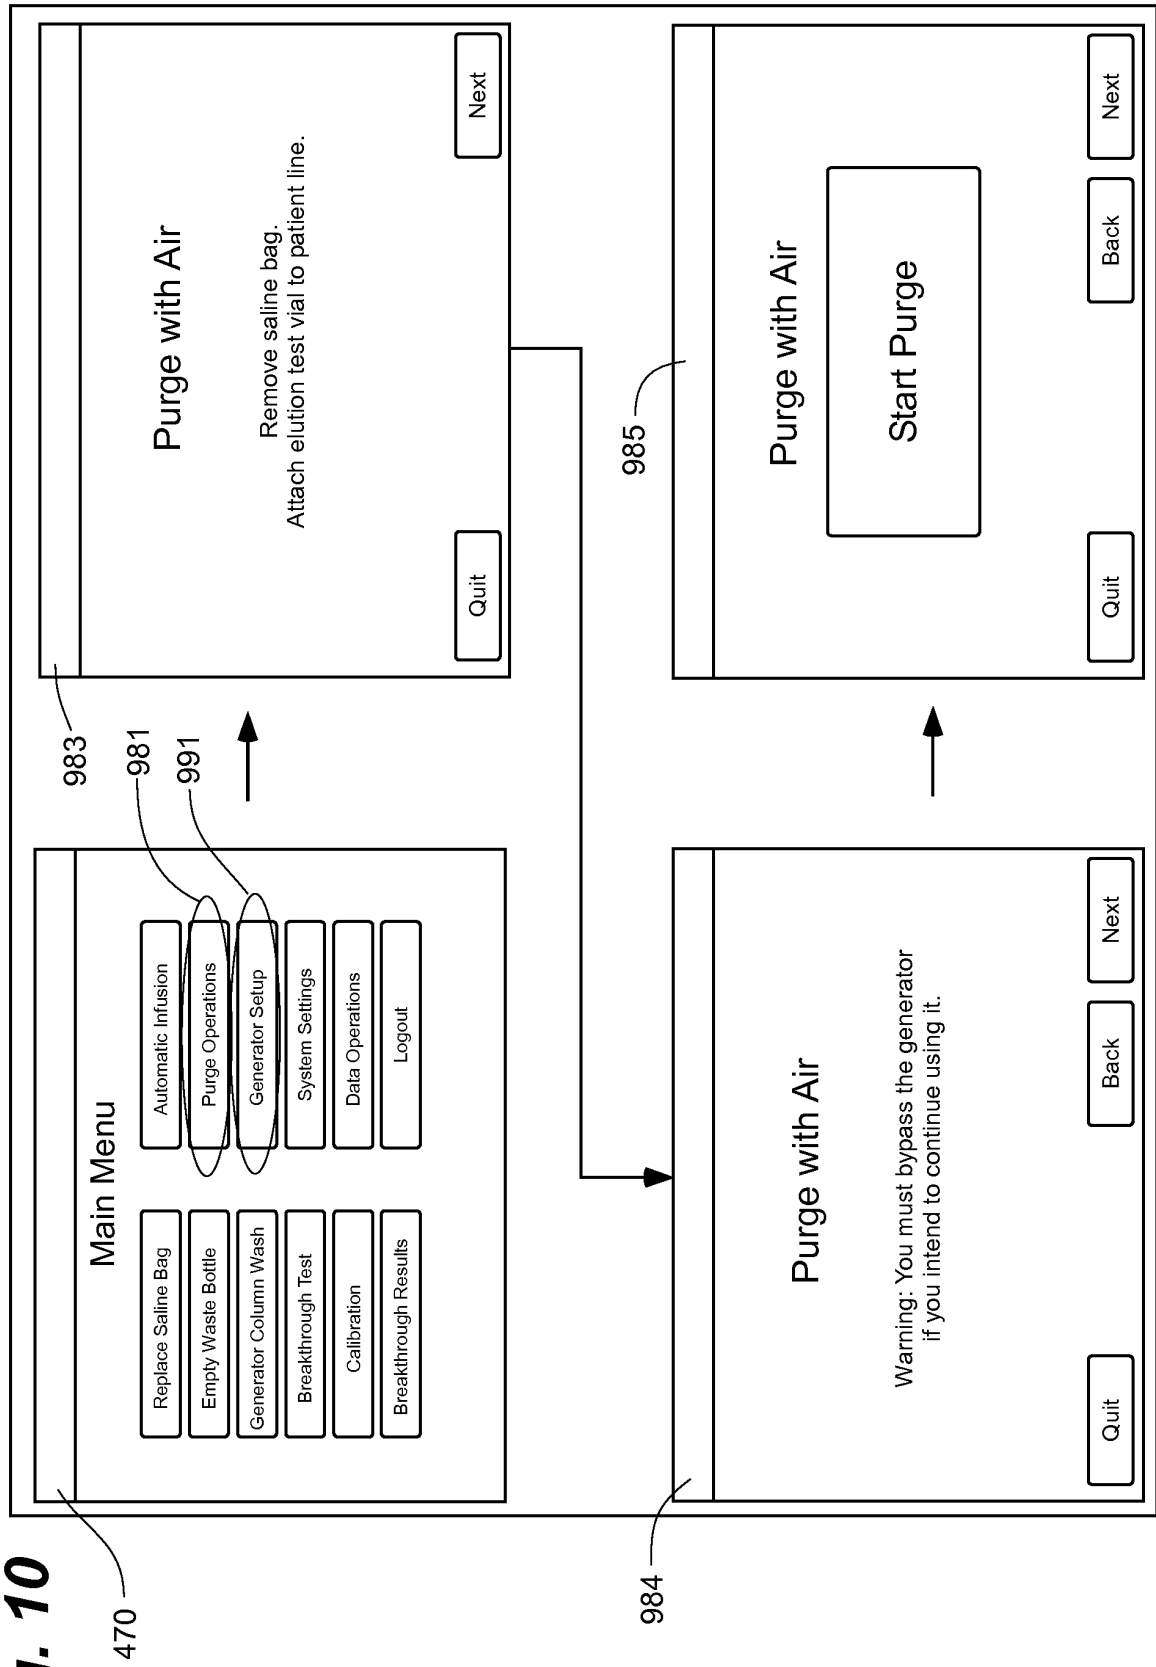 470
Main Menu
Replace Saline Bag
Empty Waste Bottle
Generator Column Wash
Breakthrough Test
Calibration
Breakthrough Results
Automatic Infusion
Purge Operations
Generator Setup
System Settings
Data Operations
Logout
981
991
983
Purge with Air
Remove saline bag.
Attach elution test vial to patient line.
Quit
Next
984
Purge with Air
Warning: You must bypass the generator
if you intend to continue using it.
Quit
Back
Next
985
Purge with Air
Start Purge
Quit
Back
Next
10